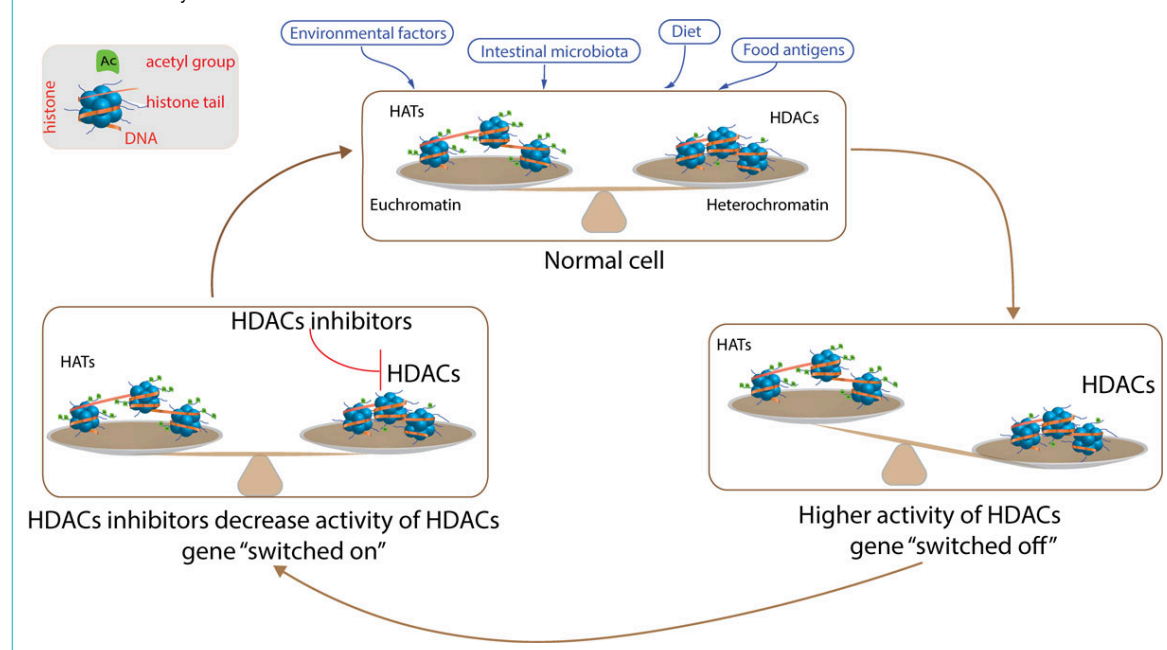 Environmental factors
Intestinal microbiota
Diet
Food antigens
Ac
acetyl group
histone
histone tail
DNA
HATs
HDACs
Euchromatin
Heterochromatin
Normal cell
HDACs inhibitors
HATs
HDACs
HDACs inhibitors decrease activity of HDACs
gene “switched on”
HATs
HDACs
Higher activity of HDACs
gene “switched off”